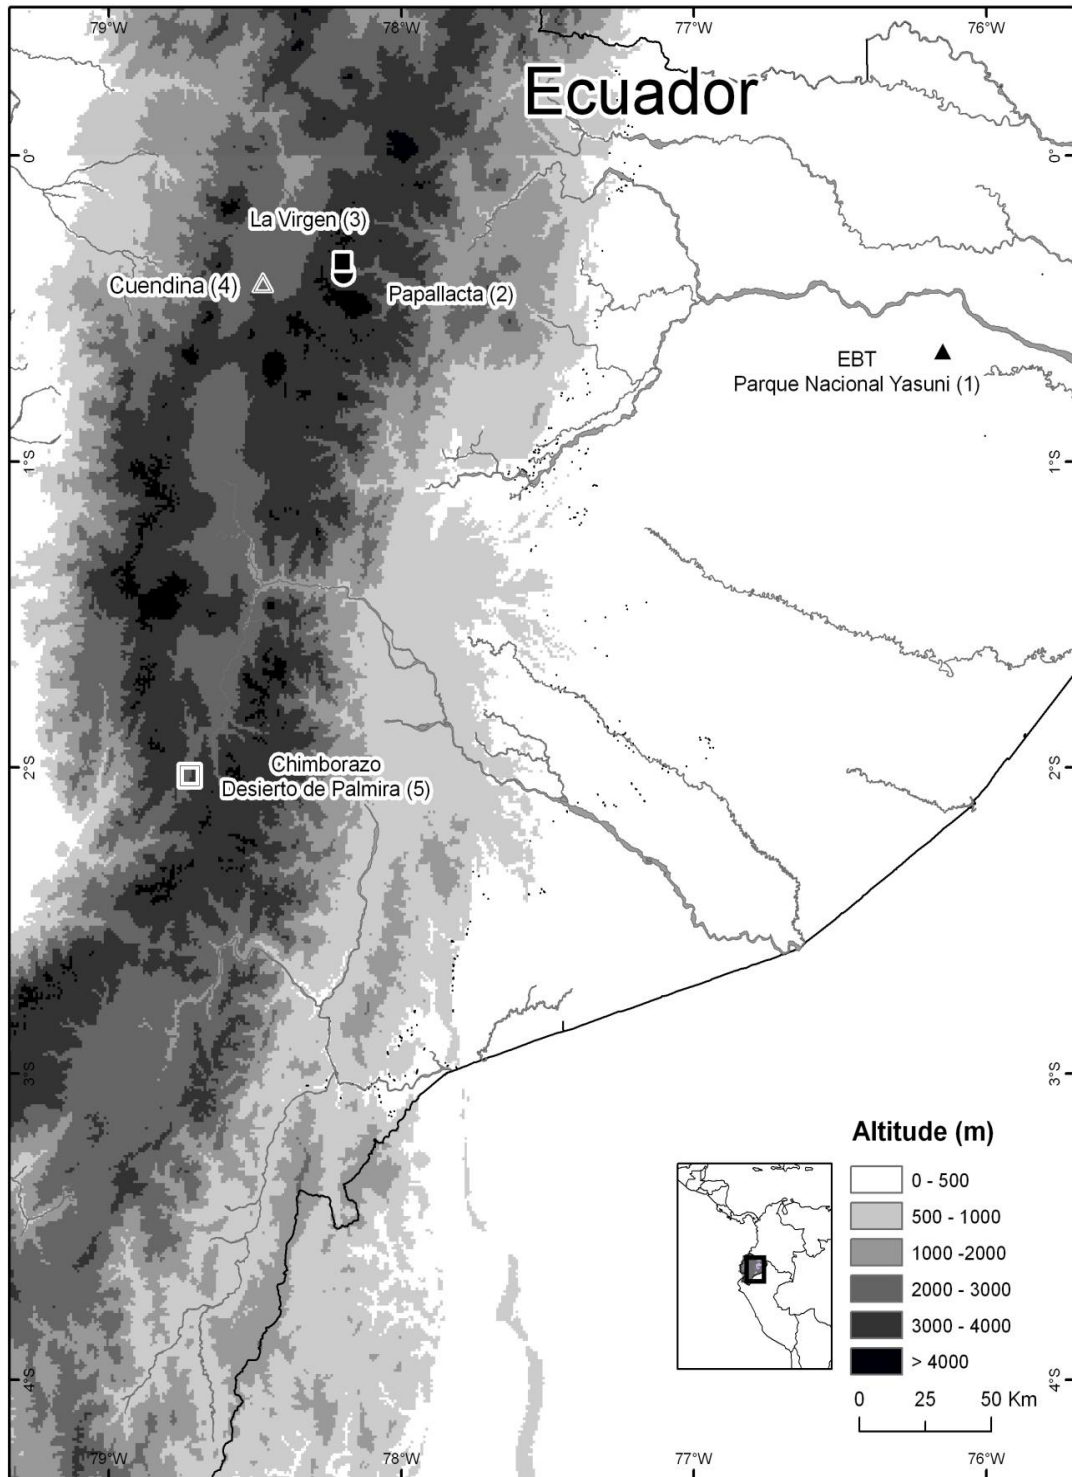 79°W
78°W
77°W
76°W
Ecuador
0°
0°
La Virgen (3)
Cuendina (4)
Papallacta (2)
EBT
Parque Nacional Yasuni (1)
1°S
1°S
Chimborazo
Desierto de Palmira (5)
2°S
2°S
3°S
3°S
Altitude (m)
0 - 500
500 - 1000
1000 -2000
2000 - 3000
3000 - 4000
> 4000
0 25 50 Km
4°S
4°S
79°W
78°W
77°W
76°W